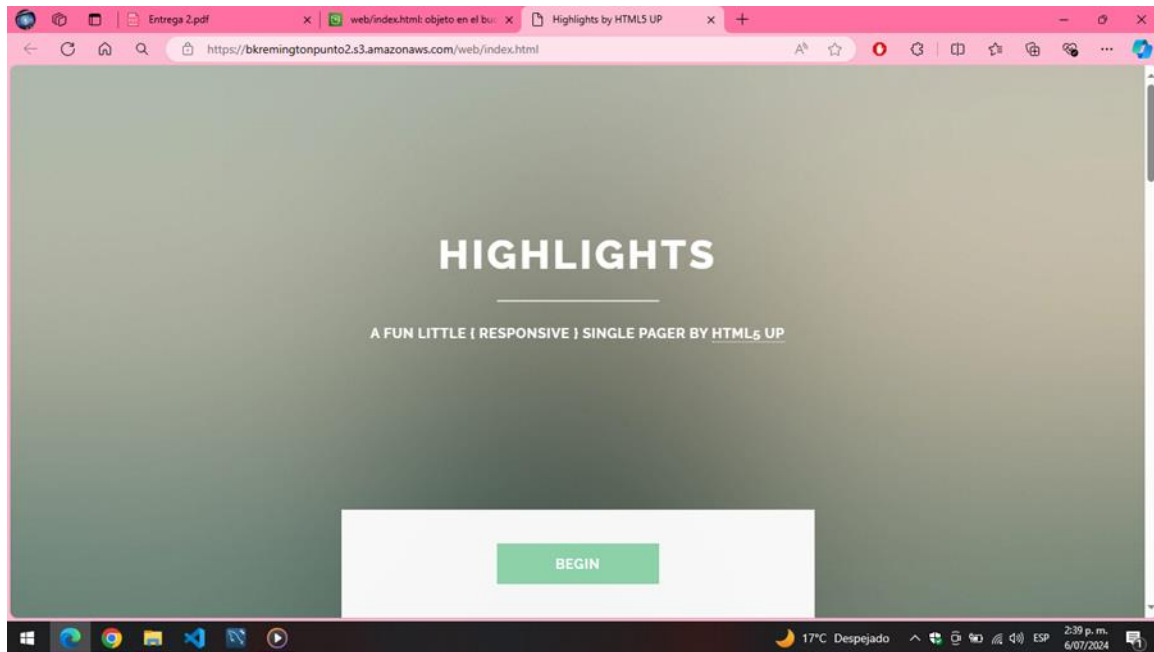 Entrega 2.pdf
web/index.html: objeto en el buc
Highlights by HTML5 UP
https://bkremingtonpunto2.s3.amazonaws.com/web/index.html
HIGHLIGHTS
A FUN LITTLE { RESPONSIVE } SINGLE PAGER BY HTML5 UP
BEGIN
17°C Despejado
ESP
2:39 p. m.
6/07/2024